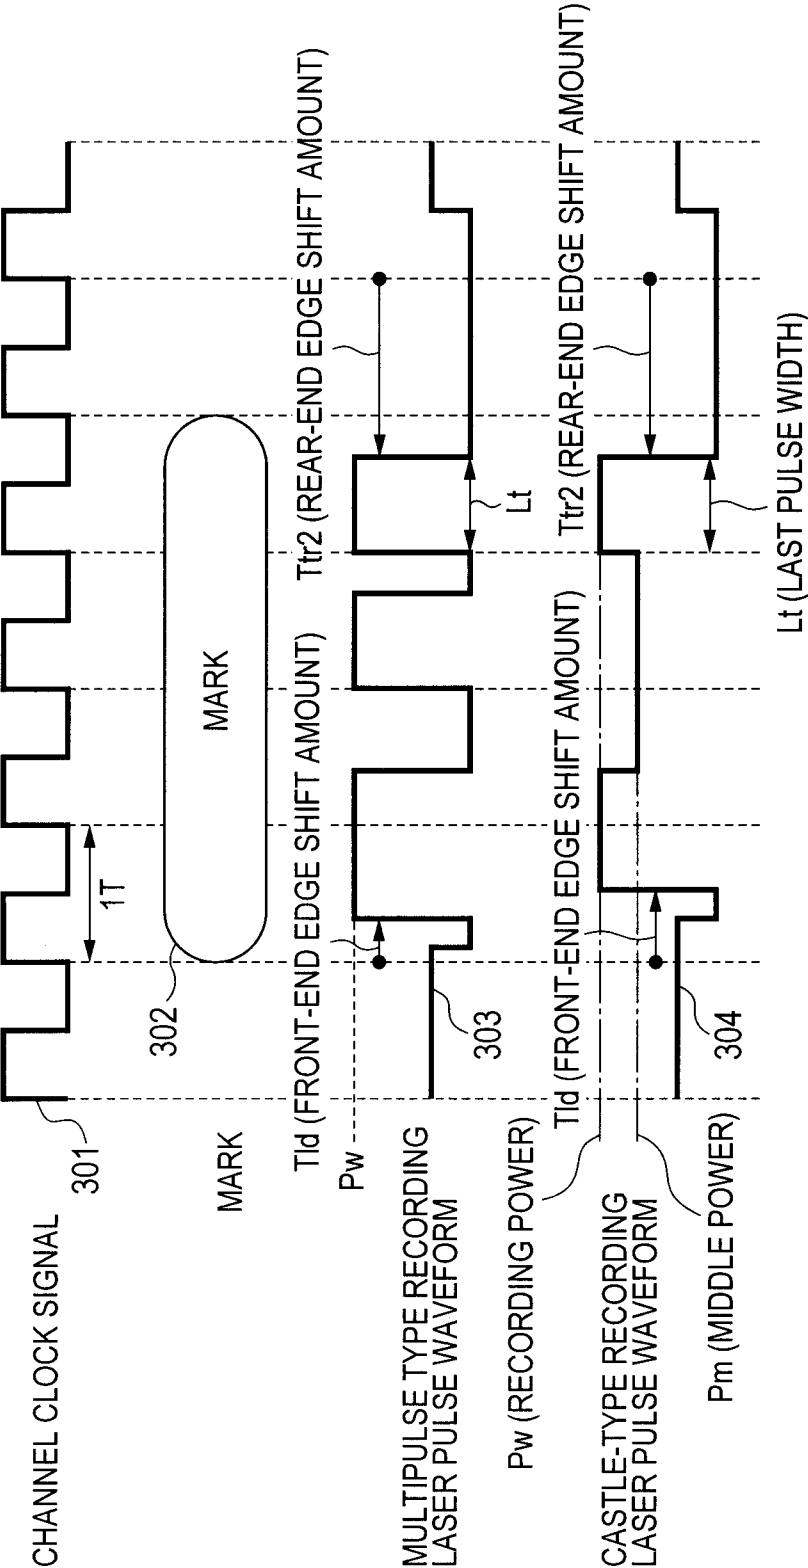 CHANNEL CLOCK SIGNAL
301
1T
MARK
302
MARK
Tld (FRONT-END EDGE SHIFT AMOUNT)
Ttr2 (REAR-END EDGE SHIFT AMOUNT)
Pw
MULTIPULSE TYPE RECORDING
LASER PULSE WAVEFORM
303
Lt
Pw (RECORDING POWER)
Tld (FRONT-END EDGE SHIFT AMOUNT)
Ttr2 (REAR-END EDGE SHIFT AMOUNT)
CASTLE-TYPE RECORDING
LASER PULSE WAVEFORM
304
Pm (MIDDLE POWER)
Lt (LAST PULSE WIDTH)